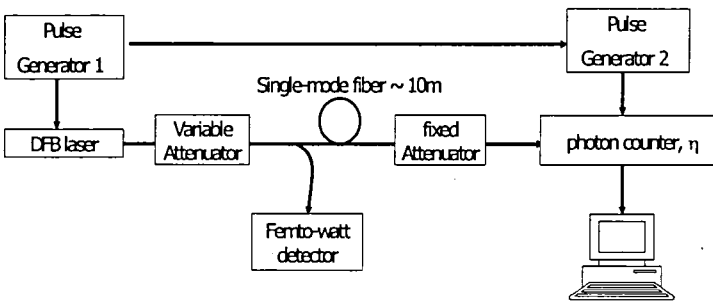 Pulse
Generator 1
Pulse
Generator 2
Single-mode fiber ~ 10m
DFB laser
Variable
Attenuator
fixed
Attenuator
photon counter, η
Femto-watt
detector